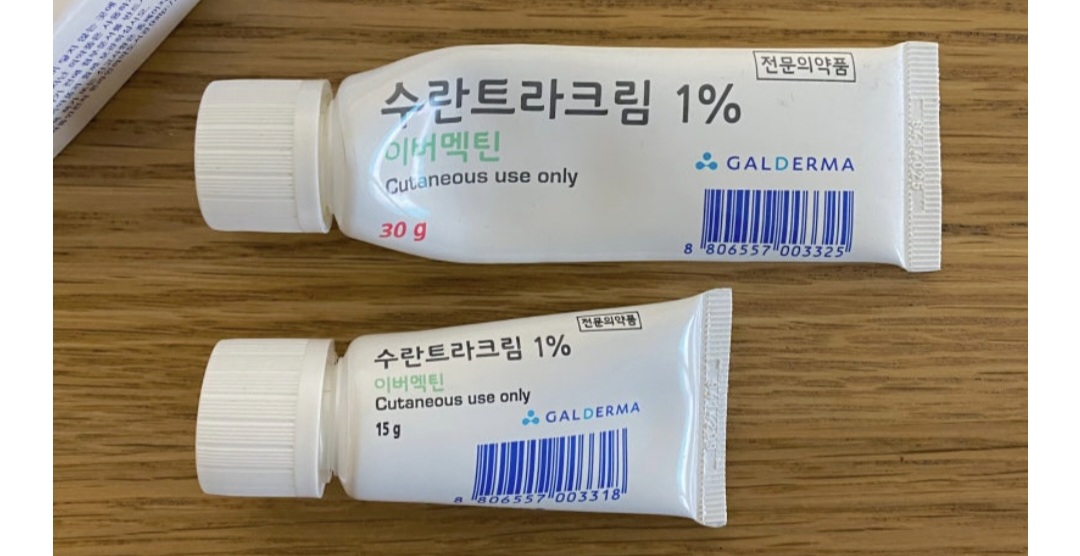 전문의약품
수란트라크림 1%
이버멕틴
Cutaneous use only
GALDERMA
30 g
8 806557 003325
전문의약품
수란트라크림 1%
이버멕틴
Cutaneous use only
GALDERMA
15 g
8 806557 003318